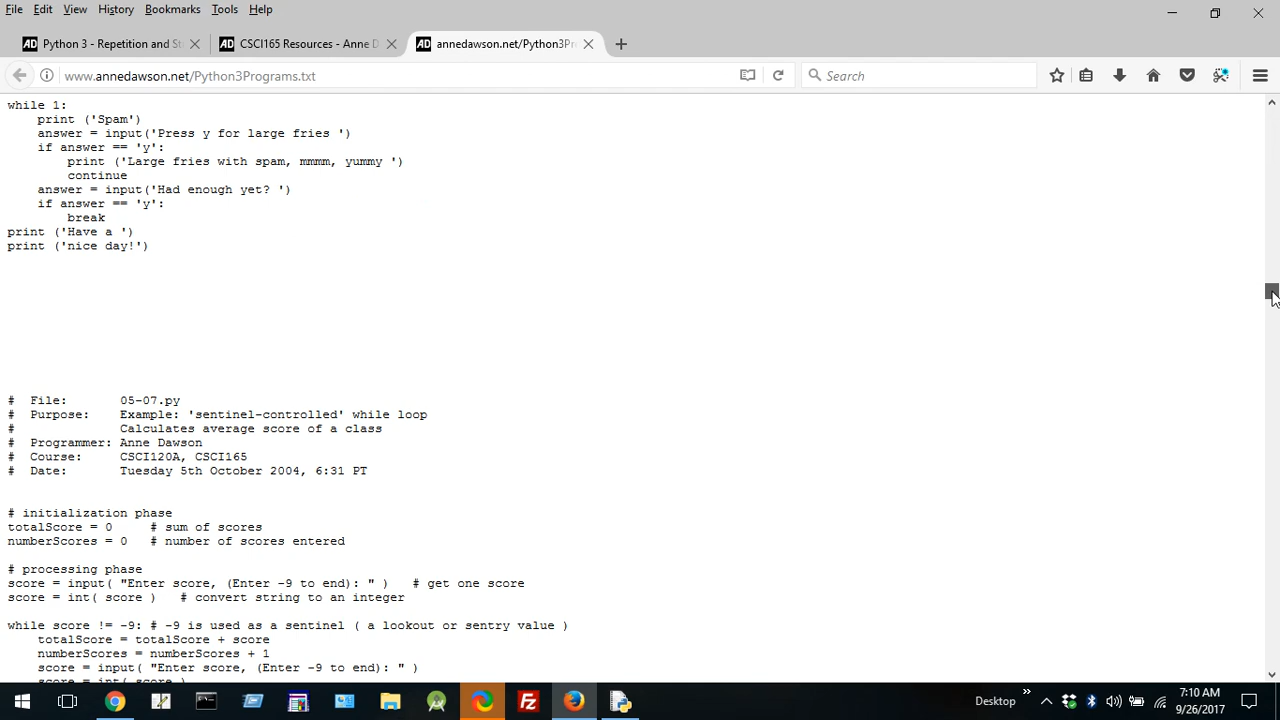 File Edit View History Bookmarks Tools Help
AD Python 3 - Repetition and St
AD CSCI165 Resources - Anne D
AD annedawson.net/Python3Pr
www.annedawson.net/Python3Programs.txt
Search
while 1:
    print ('Spam')
    answer = input('Press y for large fries ')
    if answer == 'y':
        print ('Large fries with spam, mmmm, yummy ')
        continue
    answer = input('Had enough yet? ')
    if answer == 'y':
        break
print ('Have a ')
print ('nice day!')
#  File:       05-07.py
#  Purpose:    Example: 'sentinel-controlled' while loop
#              Calculates average score of a class
#  Programmer: Anne Dawson
#  Course:     CSCI120A, CSCI165
#  Date:       Tuesday 5th October 2004, 6:31 PT
# initialization phase
totalScore = 0     # sum of scores
numberScores = 0   # number of scores entered
# processing phase
score = input( "Enter score, (Enter -9 to end): " )   # get one score
score = int( score )   # convert string to an integer
while score != -9: # -9 is used as a sentinel ( a lookout or sentry value )
    totalScore = totalScore + score
    numberScores = numberScores + 1
    score = input( "Enter score, (Enter -9 to end): " )
    score = int( score )
Fz
Desktop
7:10 AM
9/26/2017